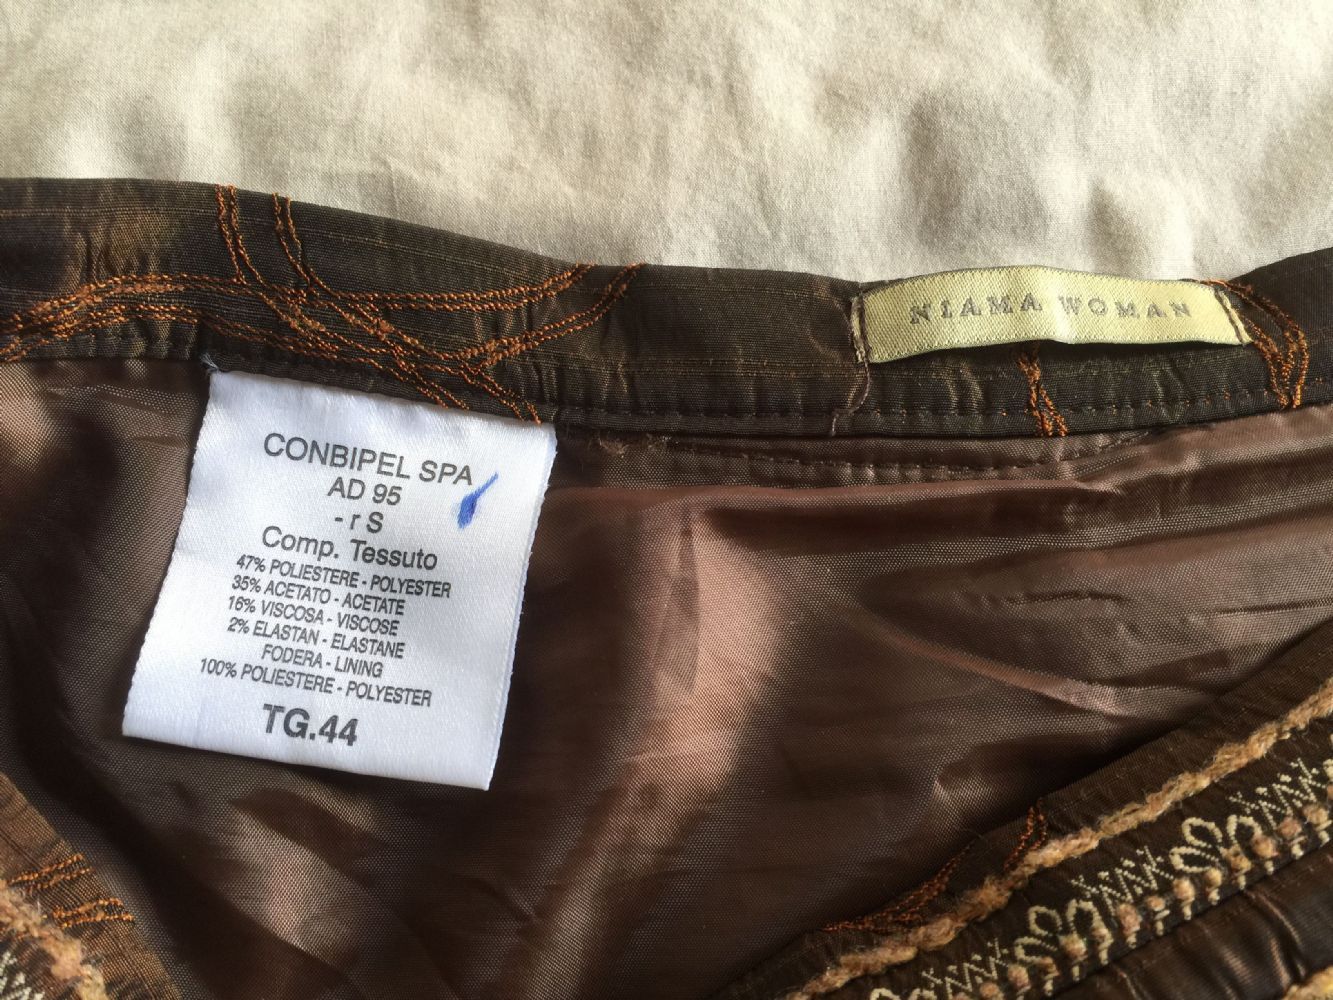 NIAMA WOMAN
CONBIPEL SPA
AD 95
- r S
Comp. Tessuto
47% POLIESTERE - POLYESTER
35% ACETATO - ACETATE
16% VISCOSA - VISCOSE
2% ELASTAN - ELASTANE
FODERA - LINING
100% POLIESTERE - POLYESTER
TG.44